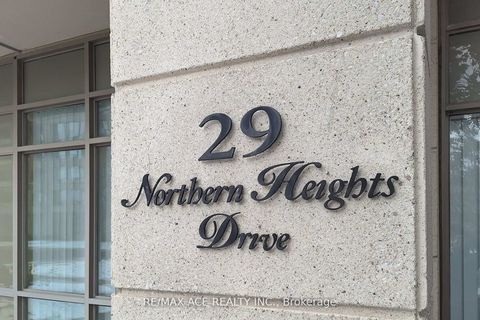 29
Northern Heights
Drive
RE/MAX ACE REALTY INC., Brokerage